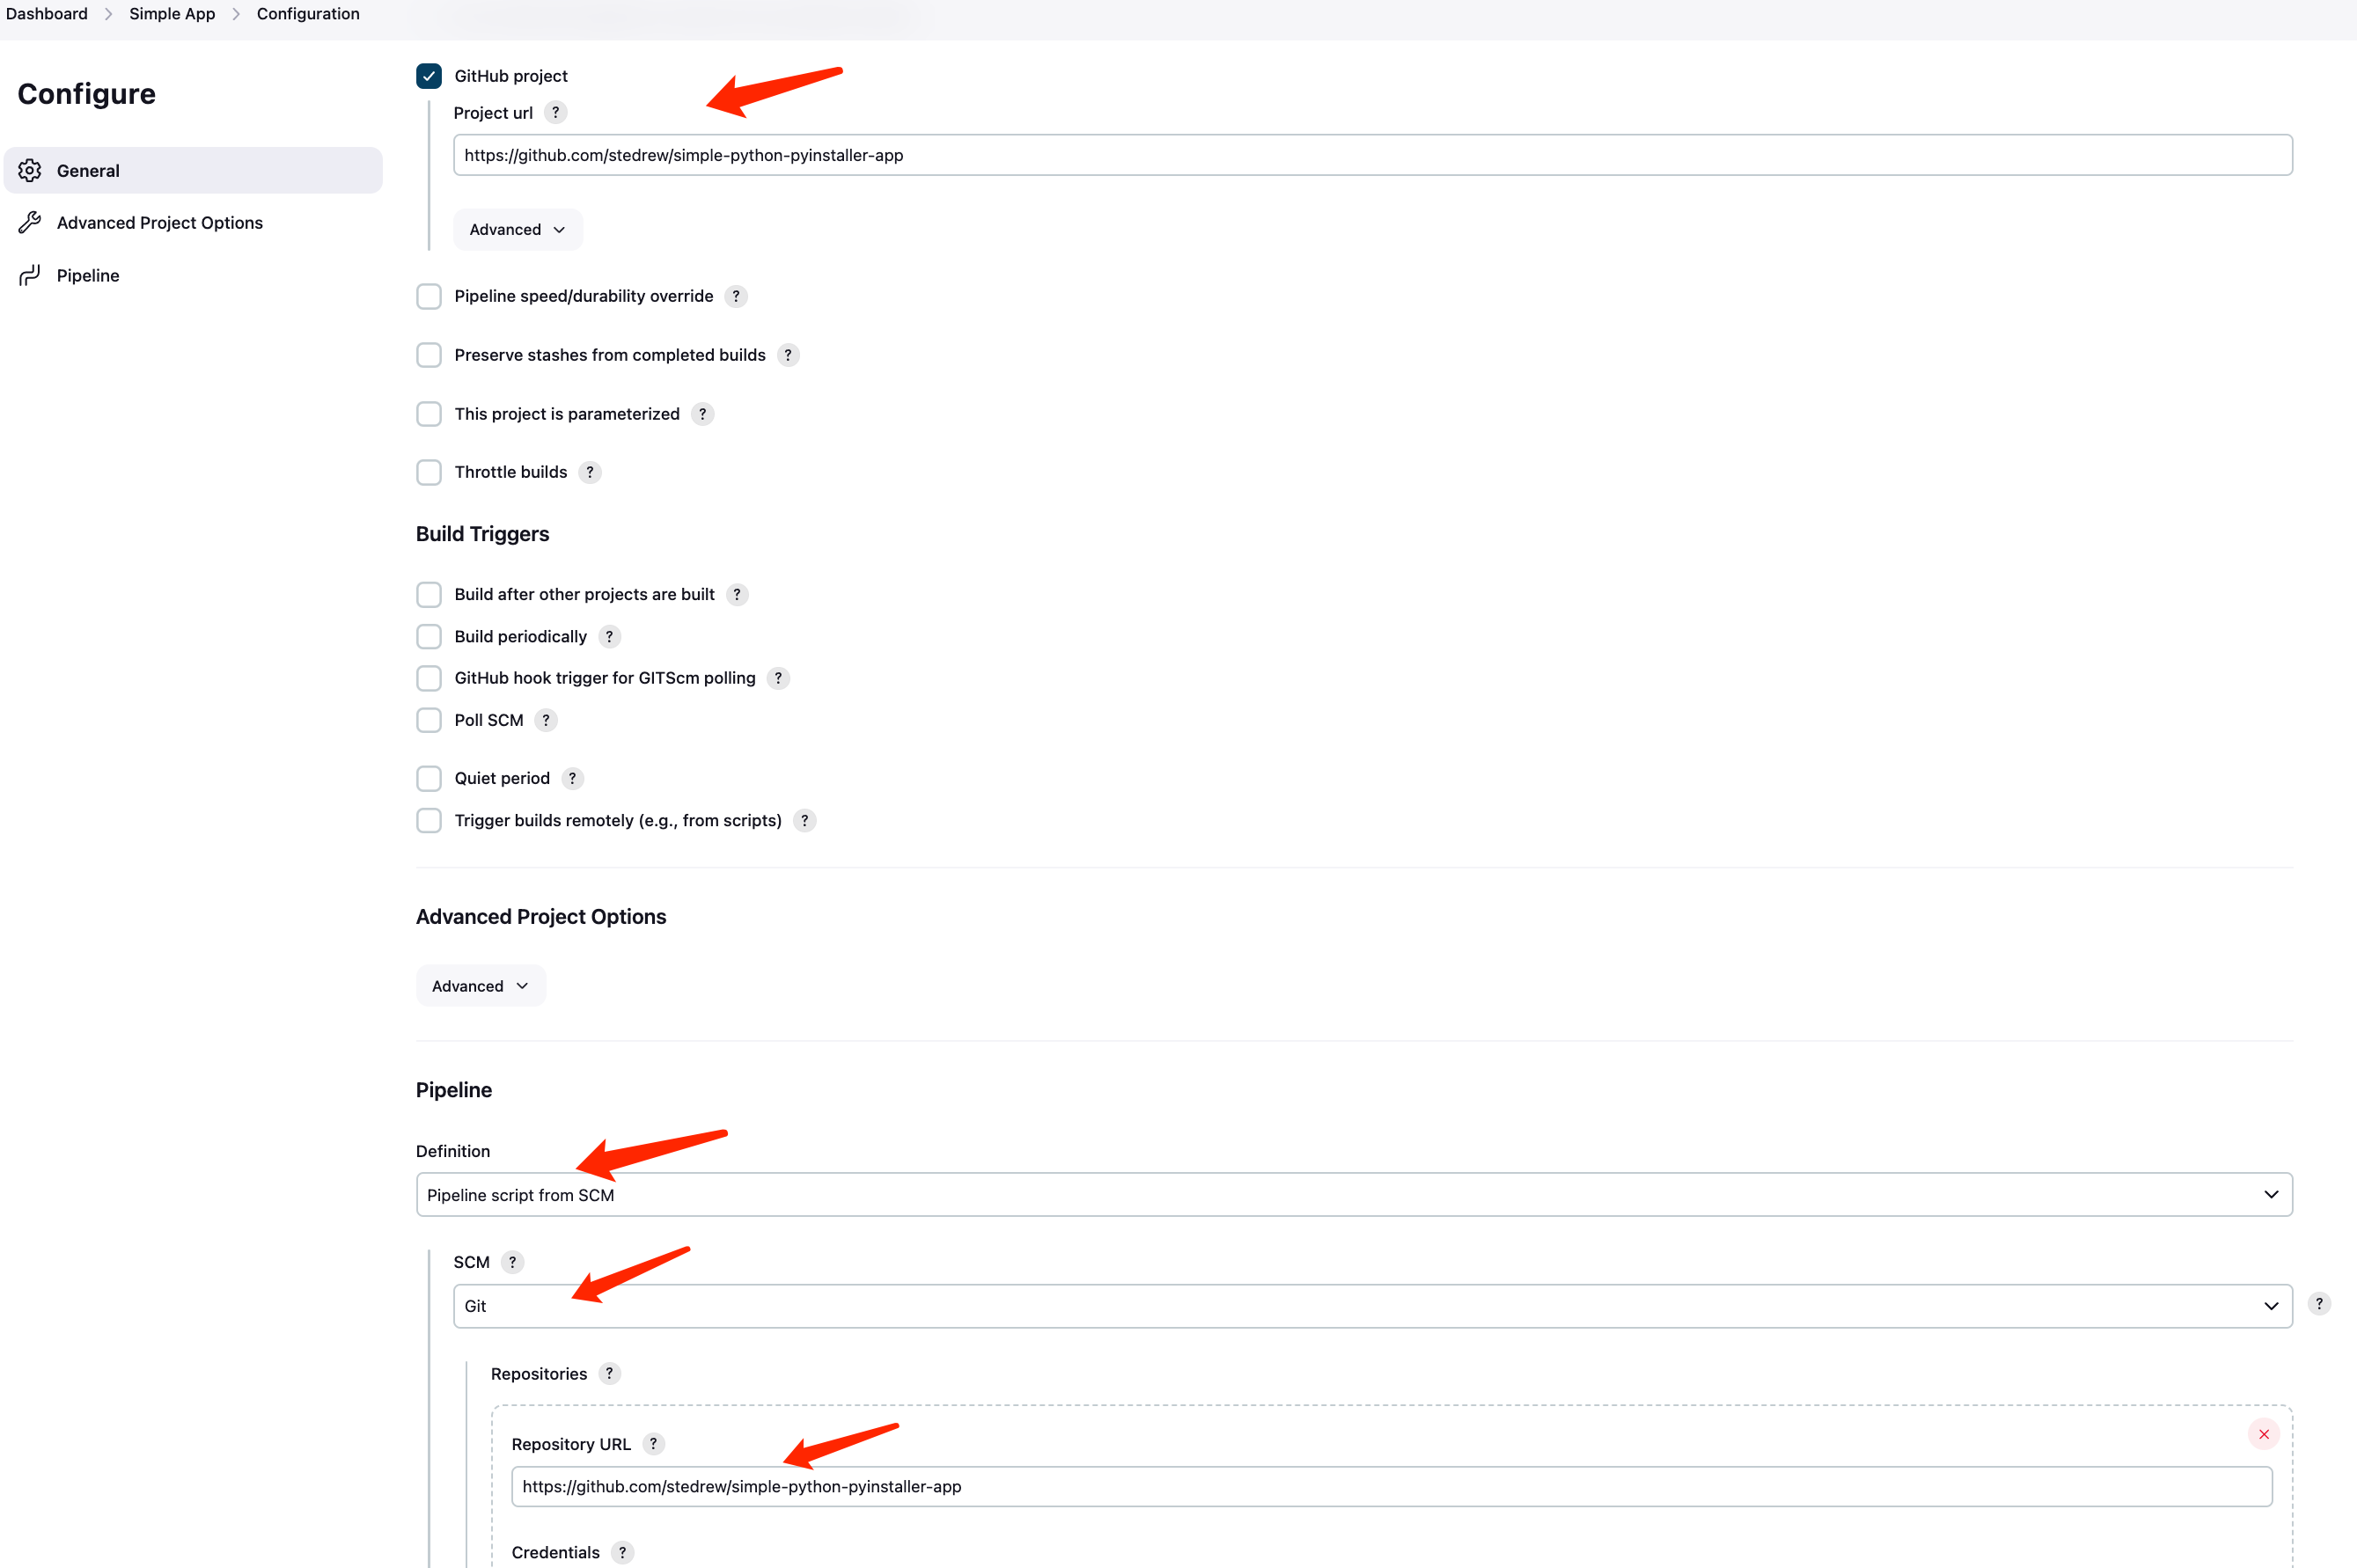 Dashboard > Simple App > Configuration
Configure
General
Advanced Project Options
Pipeline
GitHub project
Project url ?
https://github.com/stedrew/simple-python-pyinstaller-app
Advanced
Pipeline speed/durability override ?
Preserve stashes from completed builds ?
This project is parameterized ?
Throttle builds ?
Build Triggers
Build after other projects are built ?
Build periodically ?
GitHub hook trigger for GITScm polling ?
Poll SCM ?
Quiet period ?
Trigger builds remotely (e.g., from scripts) ?
Advanced Project Options
Advanced
Pipeline
Definition
Pipeline script from SCM
SCM ?
Git
?
Repositories ?
Repository URL ?
https://github.com/stedrew/simple-python-pyinstaller-app
Credentials ?